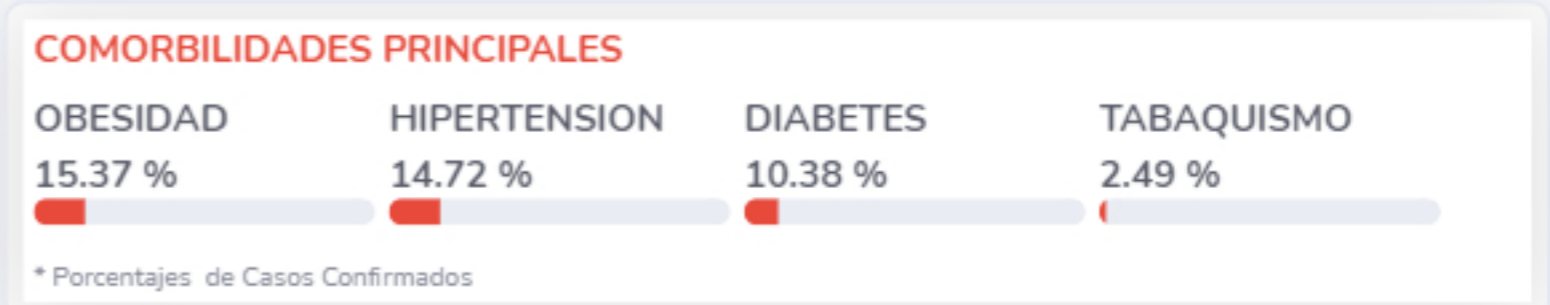 COMORBILIDADES PRINCIPALES
OBESIDAD HIPERTENSION DIABETES TABAQUISMO
15.37 % 14.72 % 10.38 % 2.49 %
* Porcentajes de Casos Confirmados